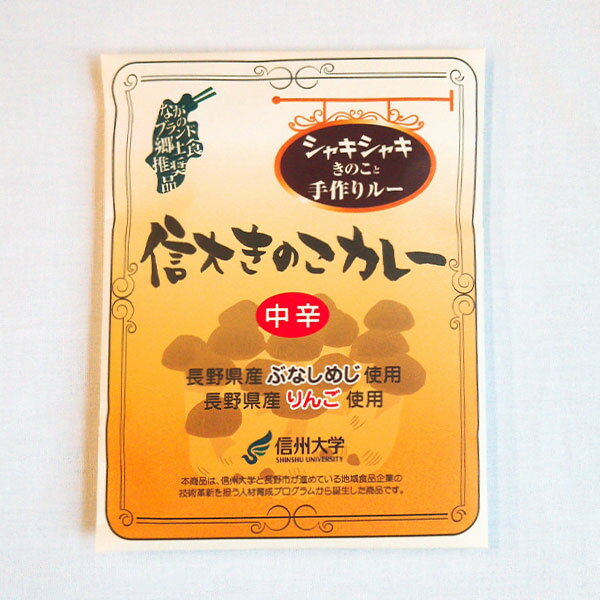 ながのブランド
郷土食
推奨品
シャキシャキ
きのこと
手作りルー
信大きのこカレー
中辛
長野県産ぶなしめじ使用
長野県産りんご使用
信州大学
SHINSHU UNIVERSITY
本商品は、信州大学と長野市が進めている地域食品企業の
技術革新を担う人材育成プログラムから誕生した商品です。